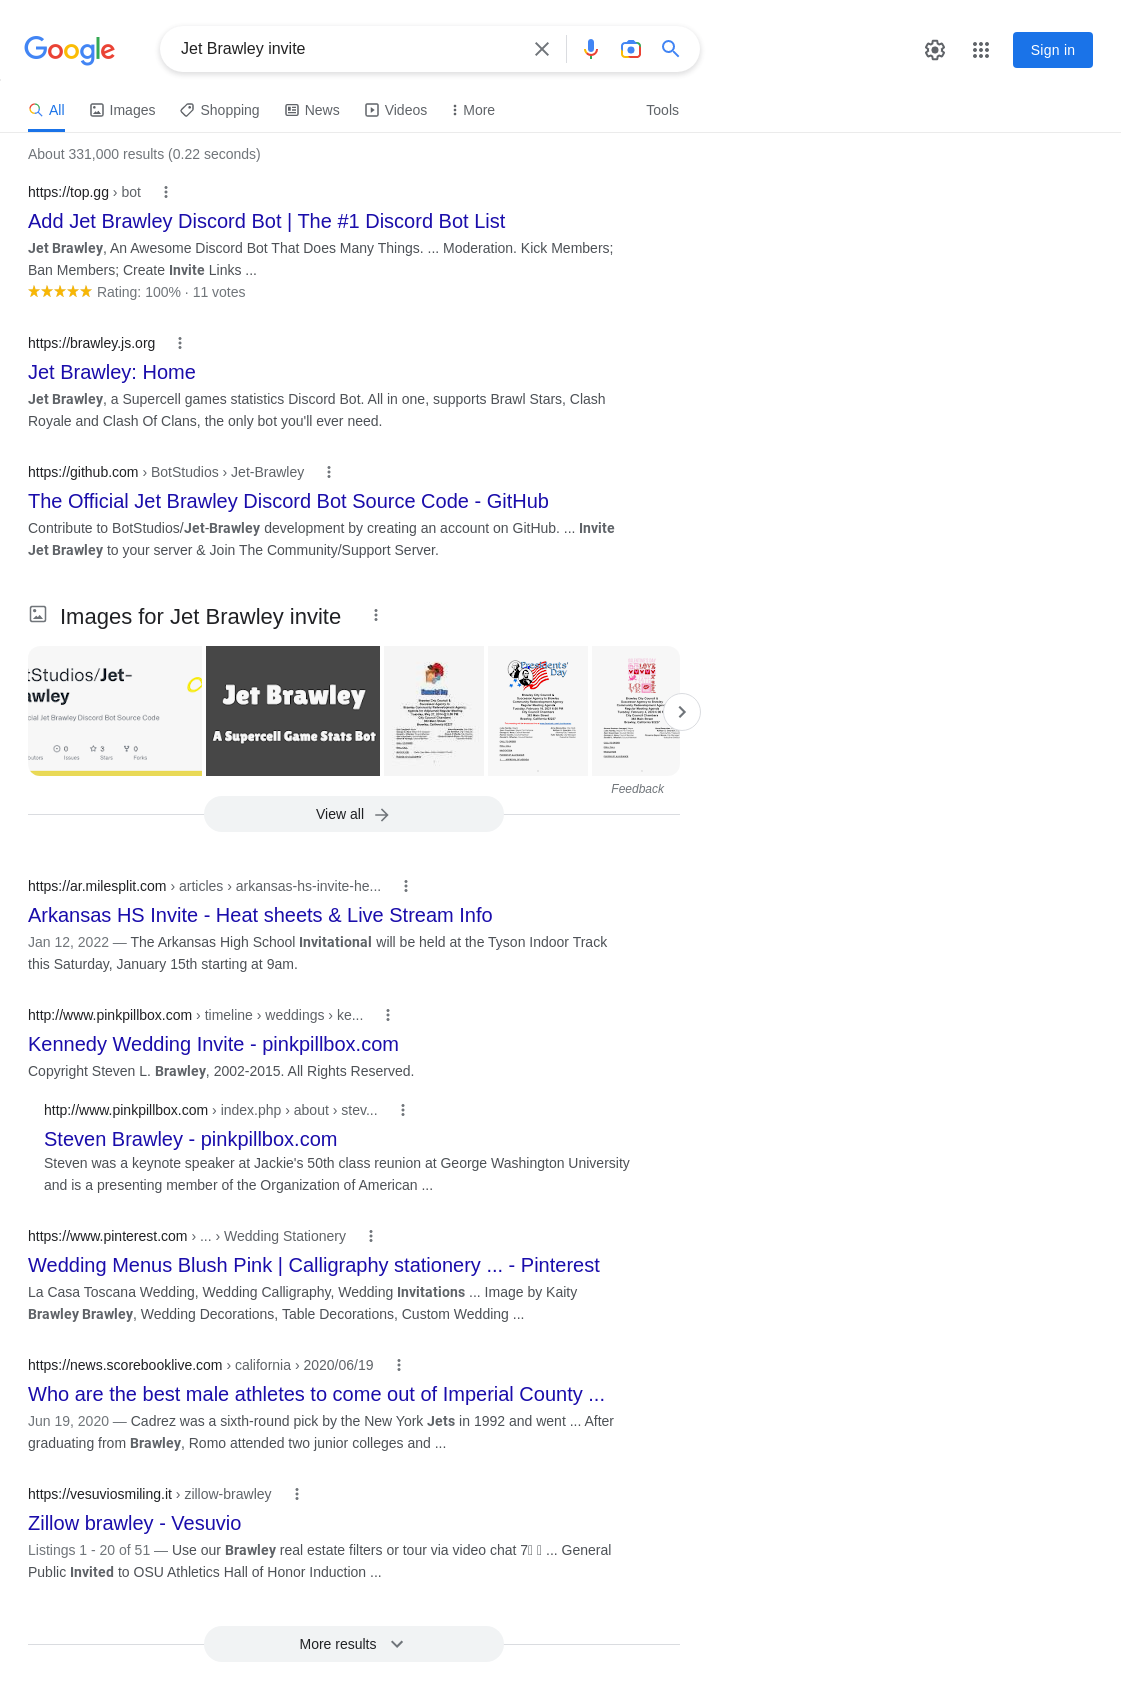 Google
Jet Brawley invite
Sign in
All
Images
Shopping
News
Videos
More
Tools
About 331,000 results (0.22 seconds)
https://top.gg › bot
Add Jet Brawley Discord Bot | The #1 Discord Bot List
Jet Brawley, An Awesome Discord Bot That Does Many Things. ... Moderation. Kick Members;
Ban Members; Create Invite Links ...
Rating: 100% · 11 votes
https://brawley.js.org
Jet Brawley: Home
Jet Brawley, a Supercell games statistics Discord Bot. All in one, supports Brawl Stars, Clash
Royale and Clash Of Clans, the only bot you'll ever need.
https://github.com › BotStudios › Jet-Brawley
The Official Jet Brawley Discord Bot Source Code - GitHub
Contribute to BotStudios/Jet-Brawley development by creating an account on GitHub. ... Invite
Jet Brawley to your server & Join The Community/Support Server.
Images for Jet Brawley invite
tStudios/Jet-
wley
cial Jet Brawley Discord Bot Source Code
0
3
0
Issues
Stars
Forks
Jet Brawley
A Supercell Game Stats Bot
Memorial Day
Presidents'
Day
LOVE
Feedback
View all
https://ar.milesplit.com › articles › arkansas-hs-invite-he...
Arkansas HS Invite - Heat sheets & Live Stream Info
Jan 12, 2022 — The Arkansas High School Invitational will be held at the Tyson Indoor Track
this Saturday, January 15th starting at 9am.
http://www.pinkpillbox.com › timeline › weddings › ke...
Kennedy Wedding Invite - pinkpillbox.com
Copyright Steven L. Brawley, 2002-2015. All Rights Reserved.
http://www.pinkpillbox.com › index.php › about › stev...
Steven Brawley - pinkpillbox.com
Steven was a keynote speaker at Jackie's 50th class reunion at George Washington University
and is a presenting member of the Organization of American ...
https://www.pinterest.com › ... › Wedding Stationery
Wedding Menus Blush Pink | Calligraphy stationery ... - Pinterest
La Casa Toscana Wedding, Wedding Calligraphy, Wedding Invitations ... Image by Kaity
Brawley Brawley, Wedding Decorations, Table Decorations, Custom Wedding ...
https://news.scorebooklive.com › california › 2020/06/19
Who are the best male athletes to come out of Imperial County ...
Jun 19, 2020 — Cadrez was a sixth-round pick by the New York Jets in 1992 and went ... After
graduating from Brawley, Romo attended two junior colleges and ...
https://vesuviosmiling.it › zillow-brawley
Zillow brawley - Vesuvio
Listings 1 - 20 of 51 — Use our Brawley real estate filters or tour via video chat 7 ... General
Public Invited to OSU Athletics Hall of Honor Induction ...
More results